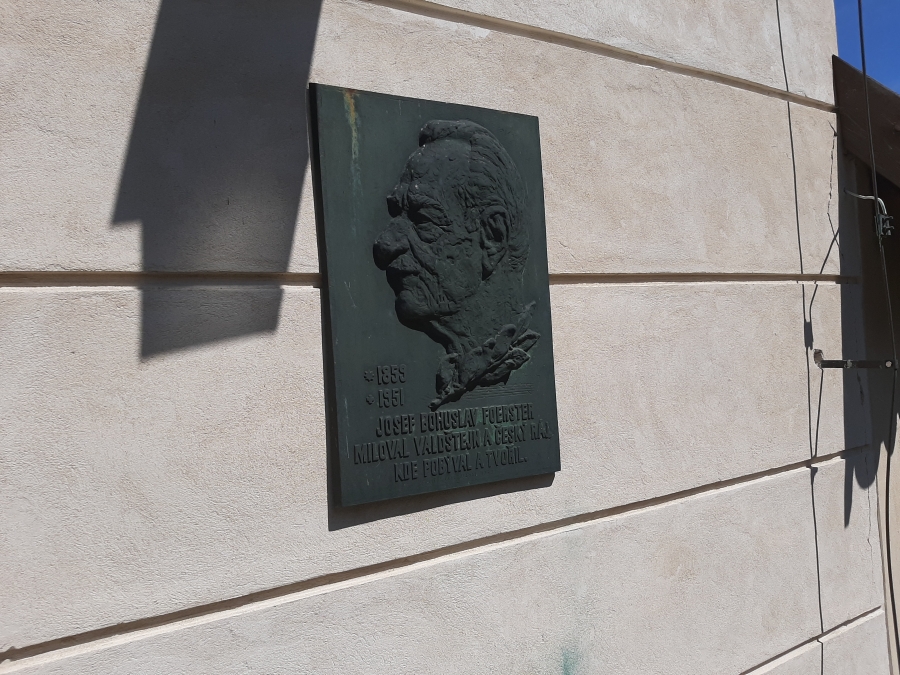 * 1859
+ 1951
JOSEF BOHUSLAV FOERSTER
MILOVAL VALDŠTEJN A ČESKÝ RÁJ,
KDE POBÝVAL A TVOŘIL.